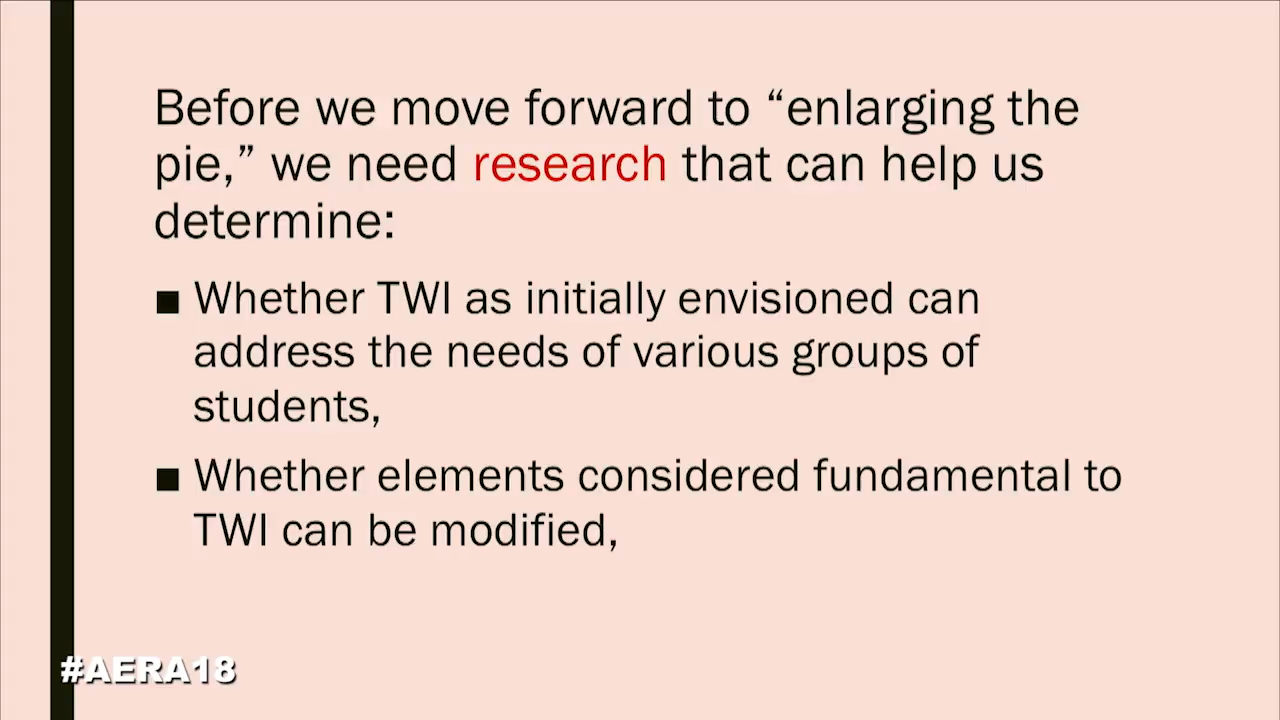 Before we move forward to “enlarging the
pie,” we need research that can help us
determine:
■ Whether TWI as initially envisioned can
address the needs of various groups of
students,
■ Whether elements considered fundamental to
TWI can be modified,
#AERA18